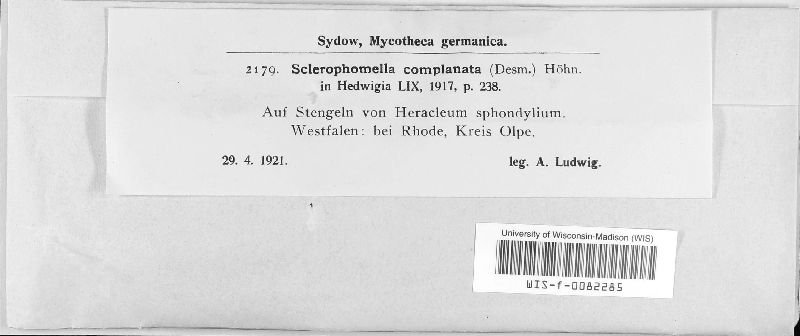 Sydow, Mycotheca germanica.
2179. Sclerophomella complanata (Desm.) Höhn.
in Hedwigia LIX, 1917, p. 238.
Auf Stengeln von Heracleum sphondylium.
Westfalen: bei Rhode, Kreis Olpe.
29. 4. 1921. leg. A. Ludwig.
University of Wisconsin-Madison (WIS)
WIS-f-0082285